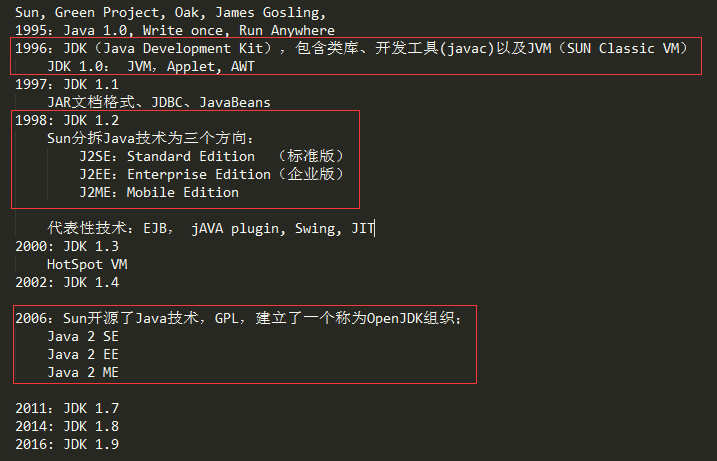 Sun, Green Project, Oak, James Gosling,
1995: Java 1.0, Write once, Run Anywhere
1996: JDK（Java Development Kit），包含类库、开发工具(javac)以及JVM（SUN Classic VM）
JDK 1.0： JVM，Applet, AWT
1997: JDK 1.1
JAR文档格式、JDBC、JavaBeans
1998: JDK 1.2
Sun分拆Java技术为三个方向：
J2SE: Standard Edition （标准版）
J2EE: Enterprise Edition（企业版）
J2ME: Mobile Edition
代表性技术：EJB， jAVA plugin, Swing, JIT
2000: JDK 1.3
HotSpot VM
2002: JDK 1.4
2006：Sun开源了Java技术，GPL，建立了一个称为OpenJDK组织；
Java 2 SE
Java 2 EE
Java 2 ME
2011：JDK 1.7
2014：JDK 1.8
2016：JDK 1.9